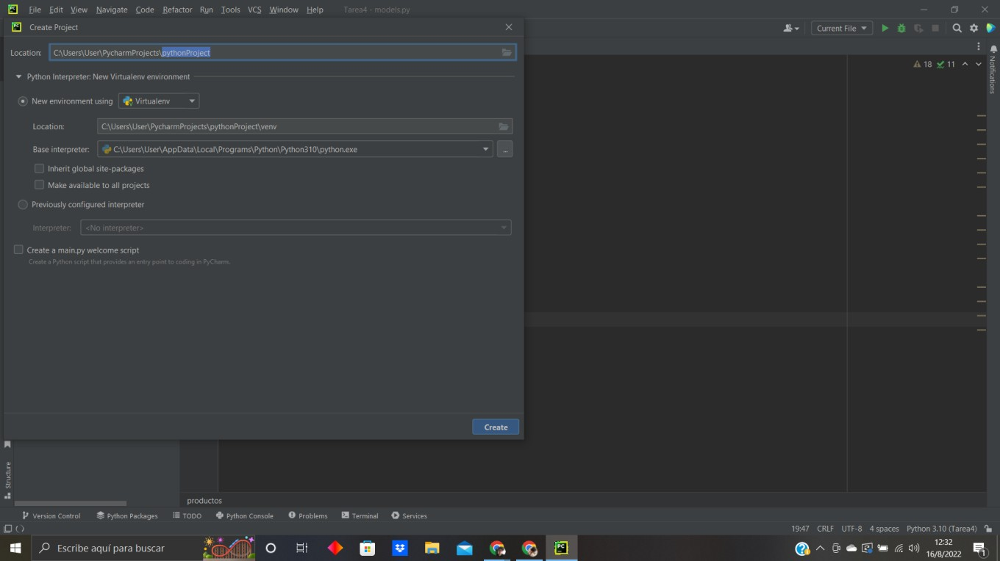 File Edit View Navigate Code Refactor Run Tools VCS Window Help Tarea4 - models.py
Create Project
Current File
Location: C:\Users\User\PycharmProjects\pythonProject
18 11
Notifications
Python Interpreter: New Virtualenv environment
New environment using Virtualenv
Location: C:\Users\User\PycharmProjects\pythonProject\venv
Base interpreter: C:\Users\User\AppData\Local\Programs\Python\Python310\python.exe ...
Inherit global site-packages
Make available to all projects
Previously configured interpreter
Interpreter: <No interpreter>
Create a main.py welcome script
Create a Python script that provides an entry point to coding in PyCharm.
Create
Structure
productos
Version Control Python Packages TODO Python Console Problems Terminal Services
19:47 CRLF UTF-8 4 spaces Python 3.10 (Tarea4)
Escribe aquí para buscar
12:32
16/8/2022
1